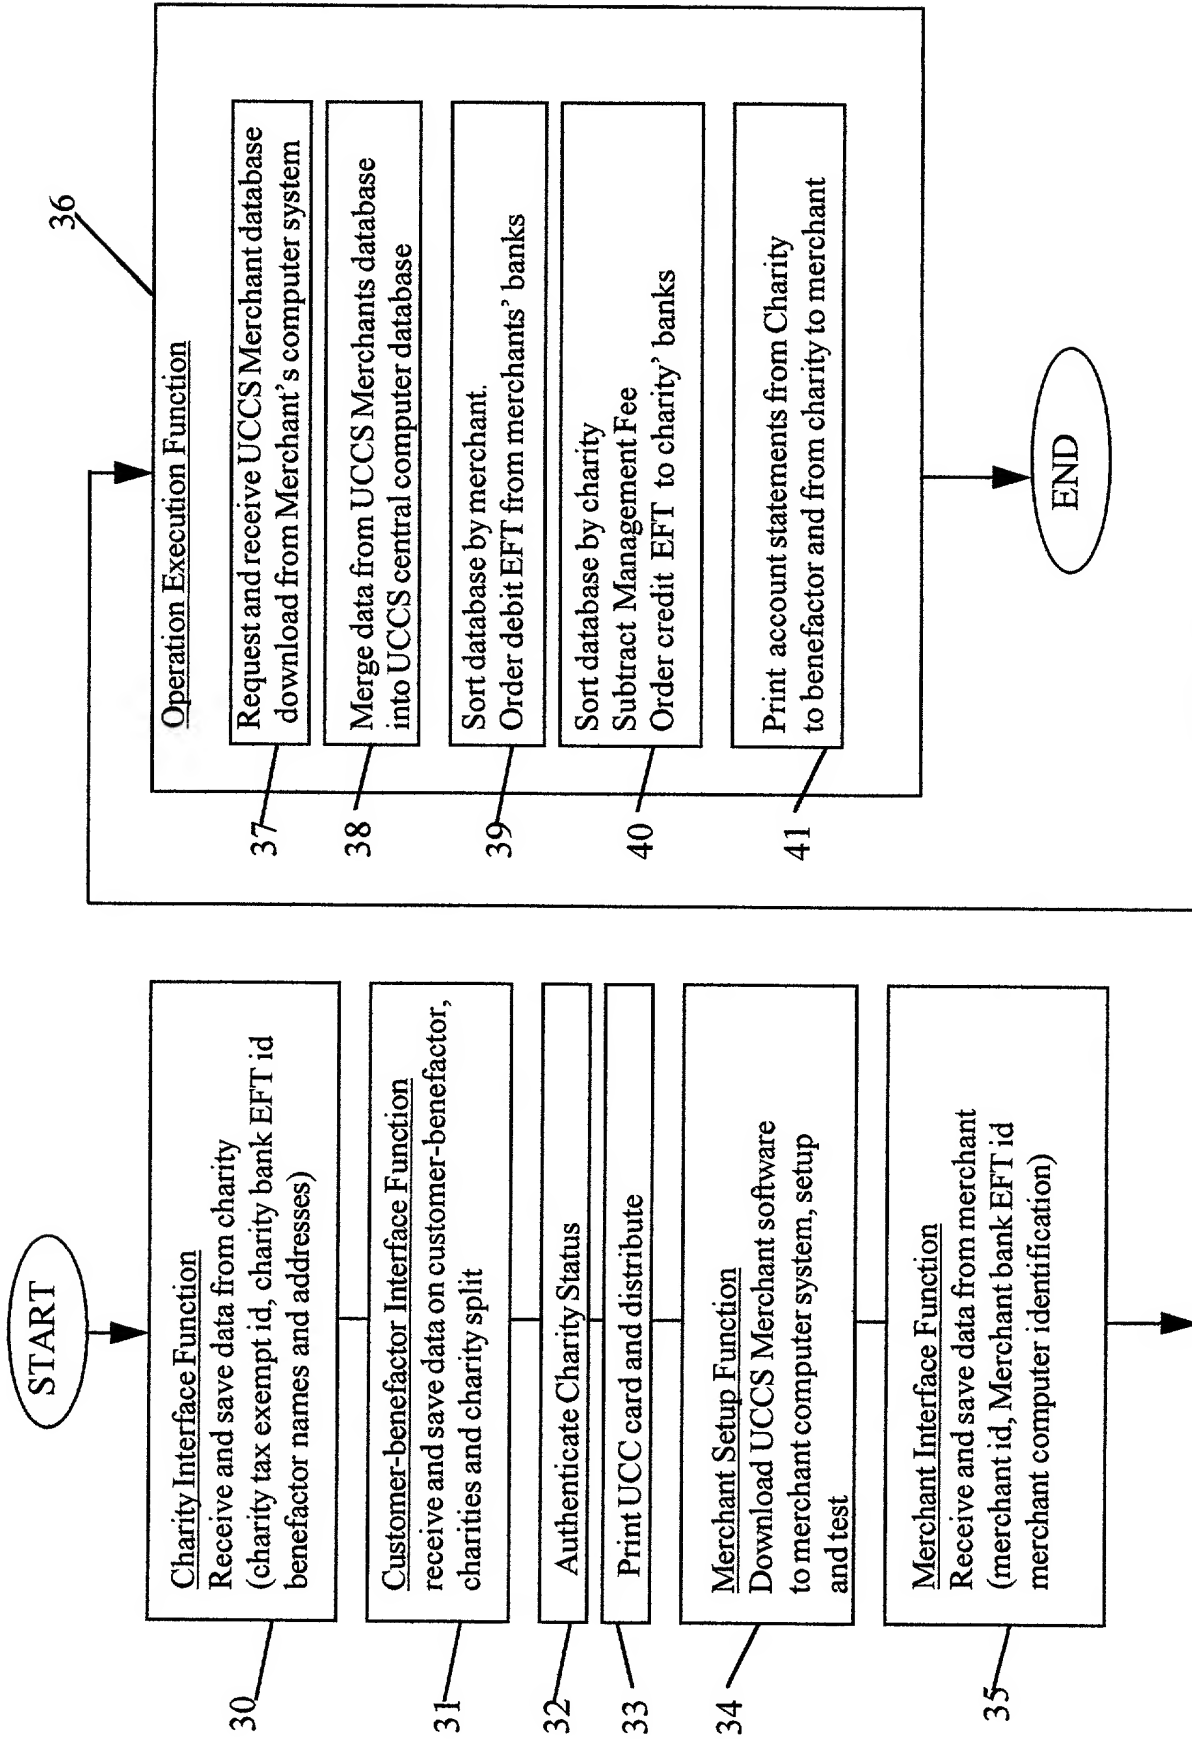 START
Charity Interface Function
Receive and save data from charity
(charity tax exempt id, charity bank EFT id
benefactor names and addresses)
30
Customer-benefactor Interface Function
receive and save data on customer-benefactor,
charities and charity split
31
Authenticate Charity Status
32
Print UCC card and distribute
33
Merchant Setup Function
Download UCCS Merchant software
to merchant computer system, setup
and test
34
Merchant Interface Function
Receive and save data from merchant
(merchant id, Merchant bank EFT id
merchant computer identification)
35
36
Operation Execution Function
Request and receive UCCS Merchant database
download from Merchant's computer system
37
Merge data from UCCS Merchants database
into UCCS central computer database
38
Sort database by merchant.
Order debit EFT from merchants' banks
39
Sort database by charity
Subtract Management Fee
Order credit EFT to charity' banks
40
Print account statements from Charity
to benefactor and from charity to merchant
41
END